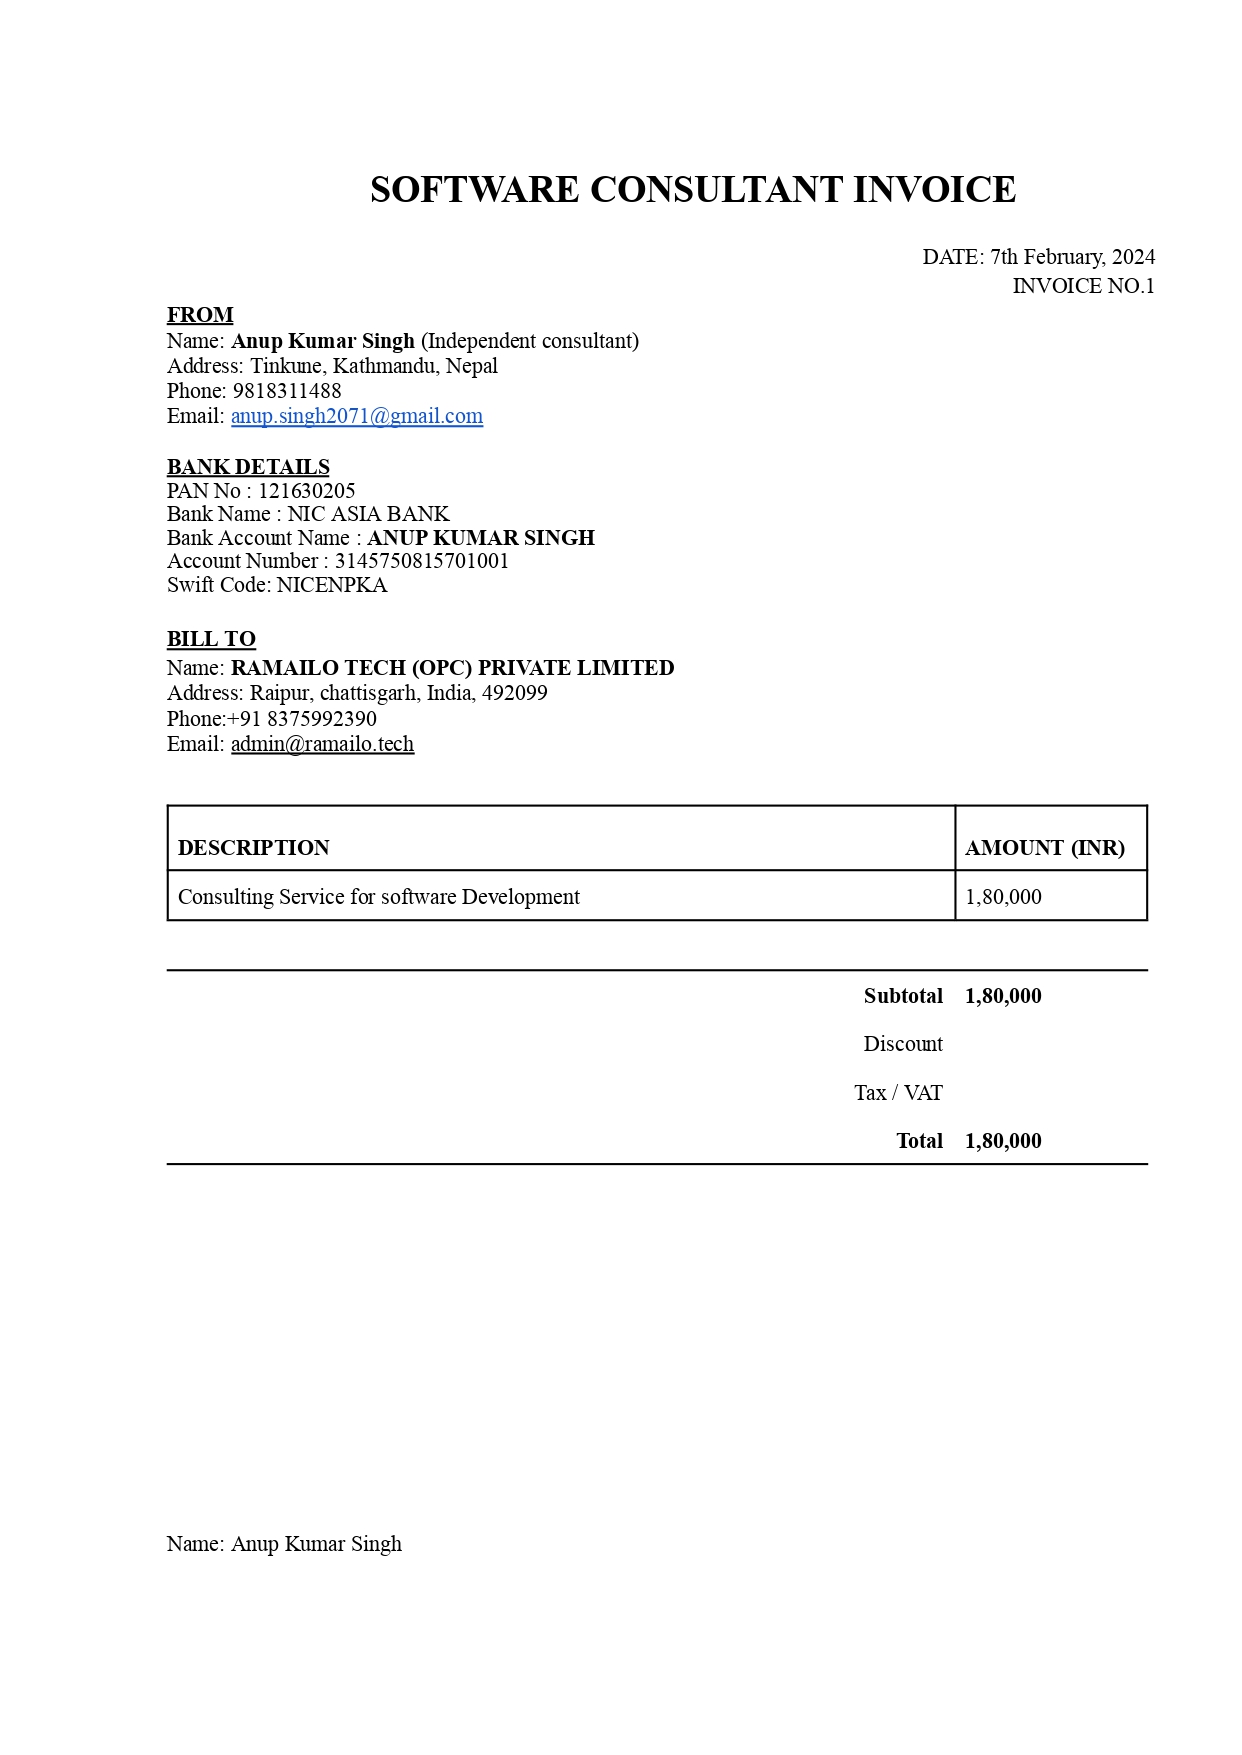 SOFTWARE CONSULTANT INVOICE
DATE: 7th February, 2024
INVOICE NO.1
FROM
Name: Anup Kumar Singh (Independent consultant)
Address: Tinkune, Kathmandu, Nepal
Phone: 9818311488
Email: anup.singh2071@gmail.com
BANK DETAILS
PAN No : 121630205
Bank Name : NIC ASIA BANK
Bank Account Name : ANUP KUMAR SINGH
Account Number : 3145750815701001
Swift Code: NICENPKA
BILL TO
Name: RAMAILO TECH (OPC) PRIVATE LIMITED
Address: Raipur, chattisgarh, India, 492099
Phone:+91 8375992390
Email: admin@ramailo.tech
DESCRIPTION AMOUNT (INR)
Consulting Service for software Development 1,80,000
Subtotal 1,80,000
Discount
Tax / VAT
Total 1,80,000
Name: Anup Kumar Singh